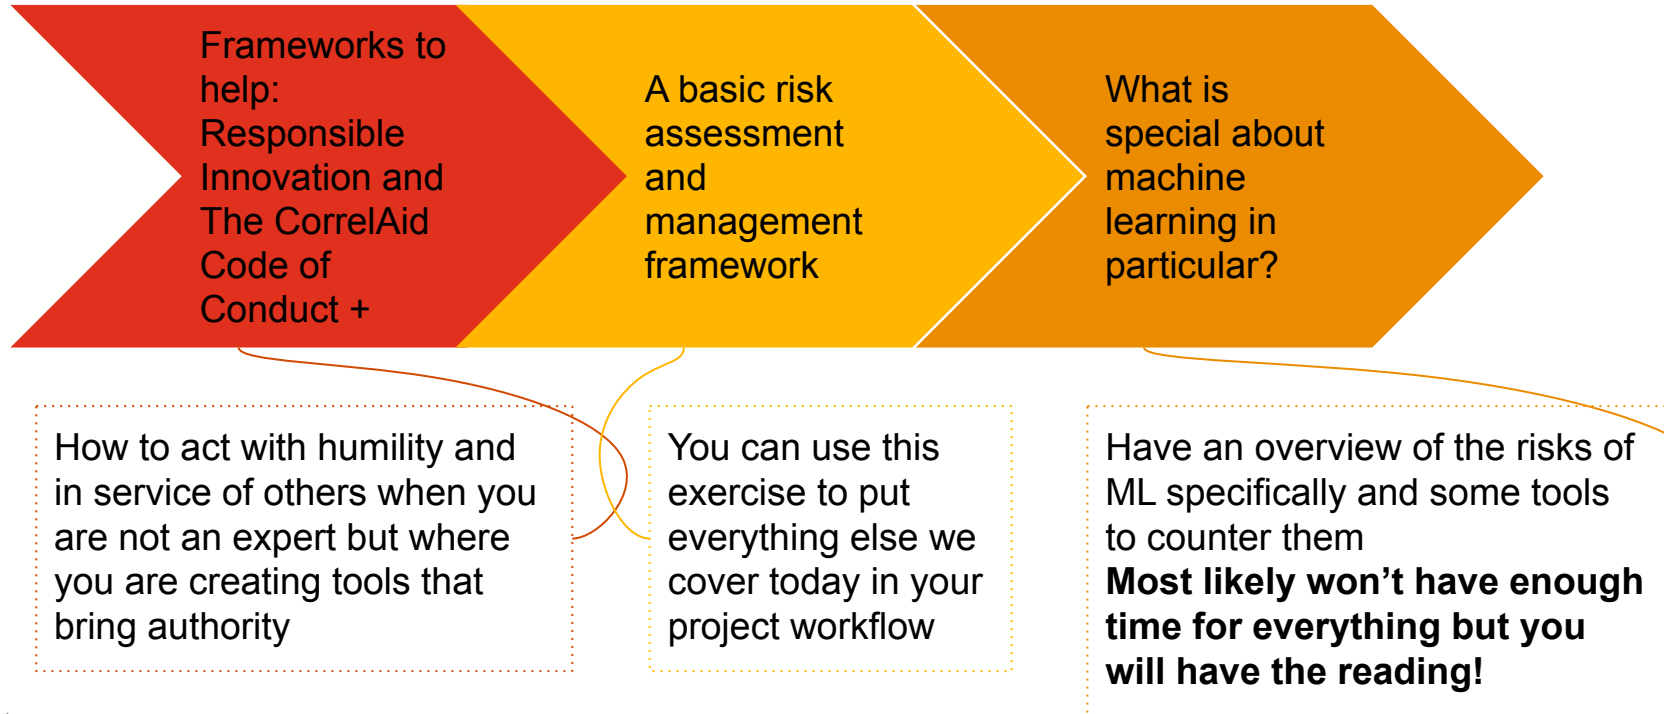 Frameworks to
help:
Responsible
Innovation and
The CorrelAid
Code of
Conduct +
A basic risk
assessment
and
management
framework
What is
special about
machine
learning in
particular?
How to act with humility and
in service of others when you
are not an expert but where
you are creating tools that
bring authority
You can use this
exercise to put
everything else we
cover today in your
project workflow
Have an overview of the risks of
ML specifically and some tools
to counter them
Most likely won’t have enough
time for everything but you
will have the reading!